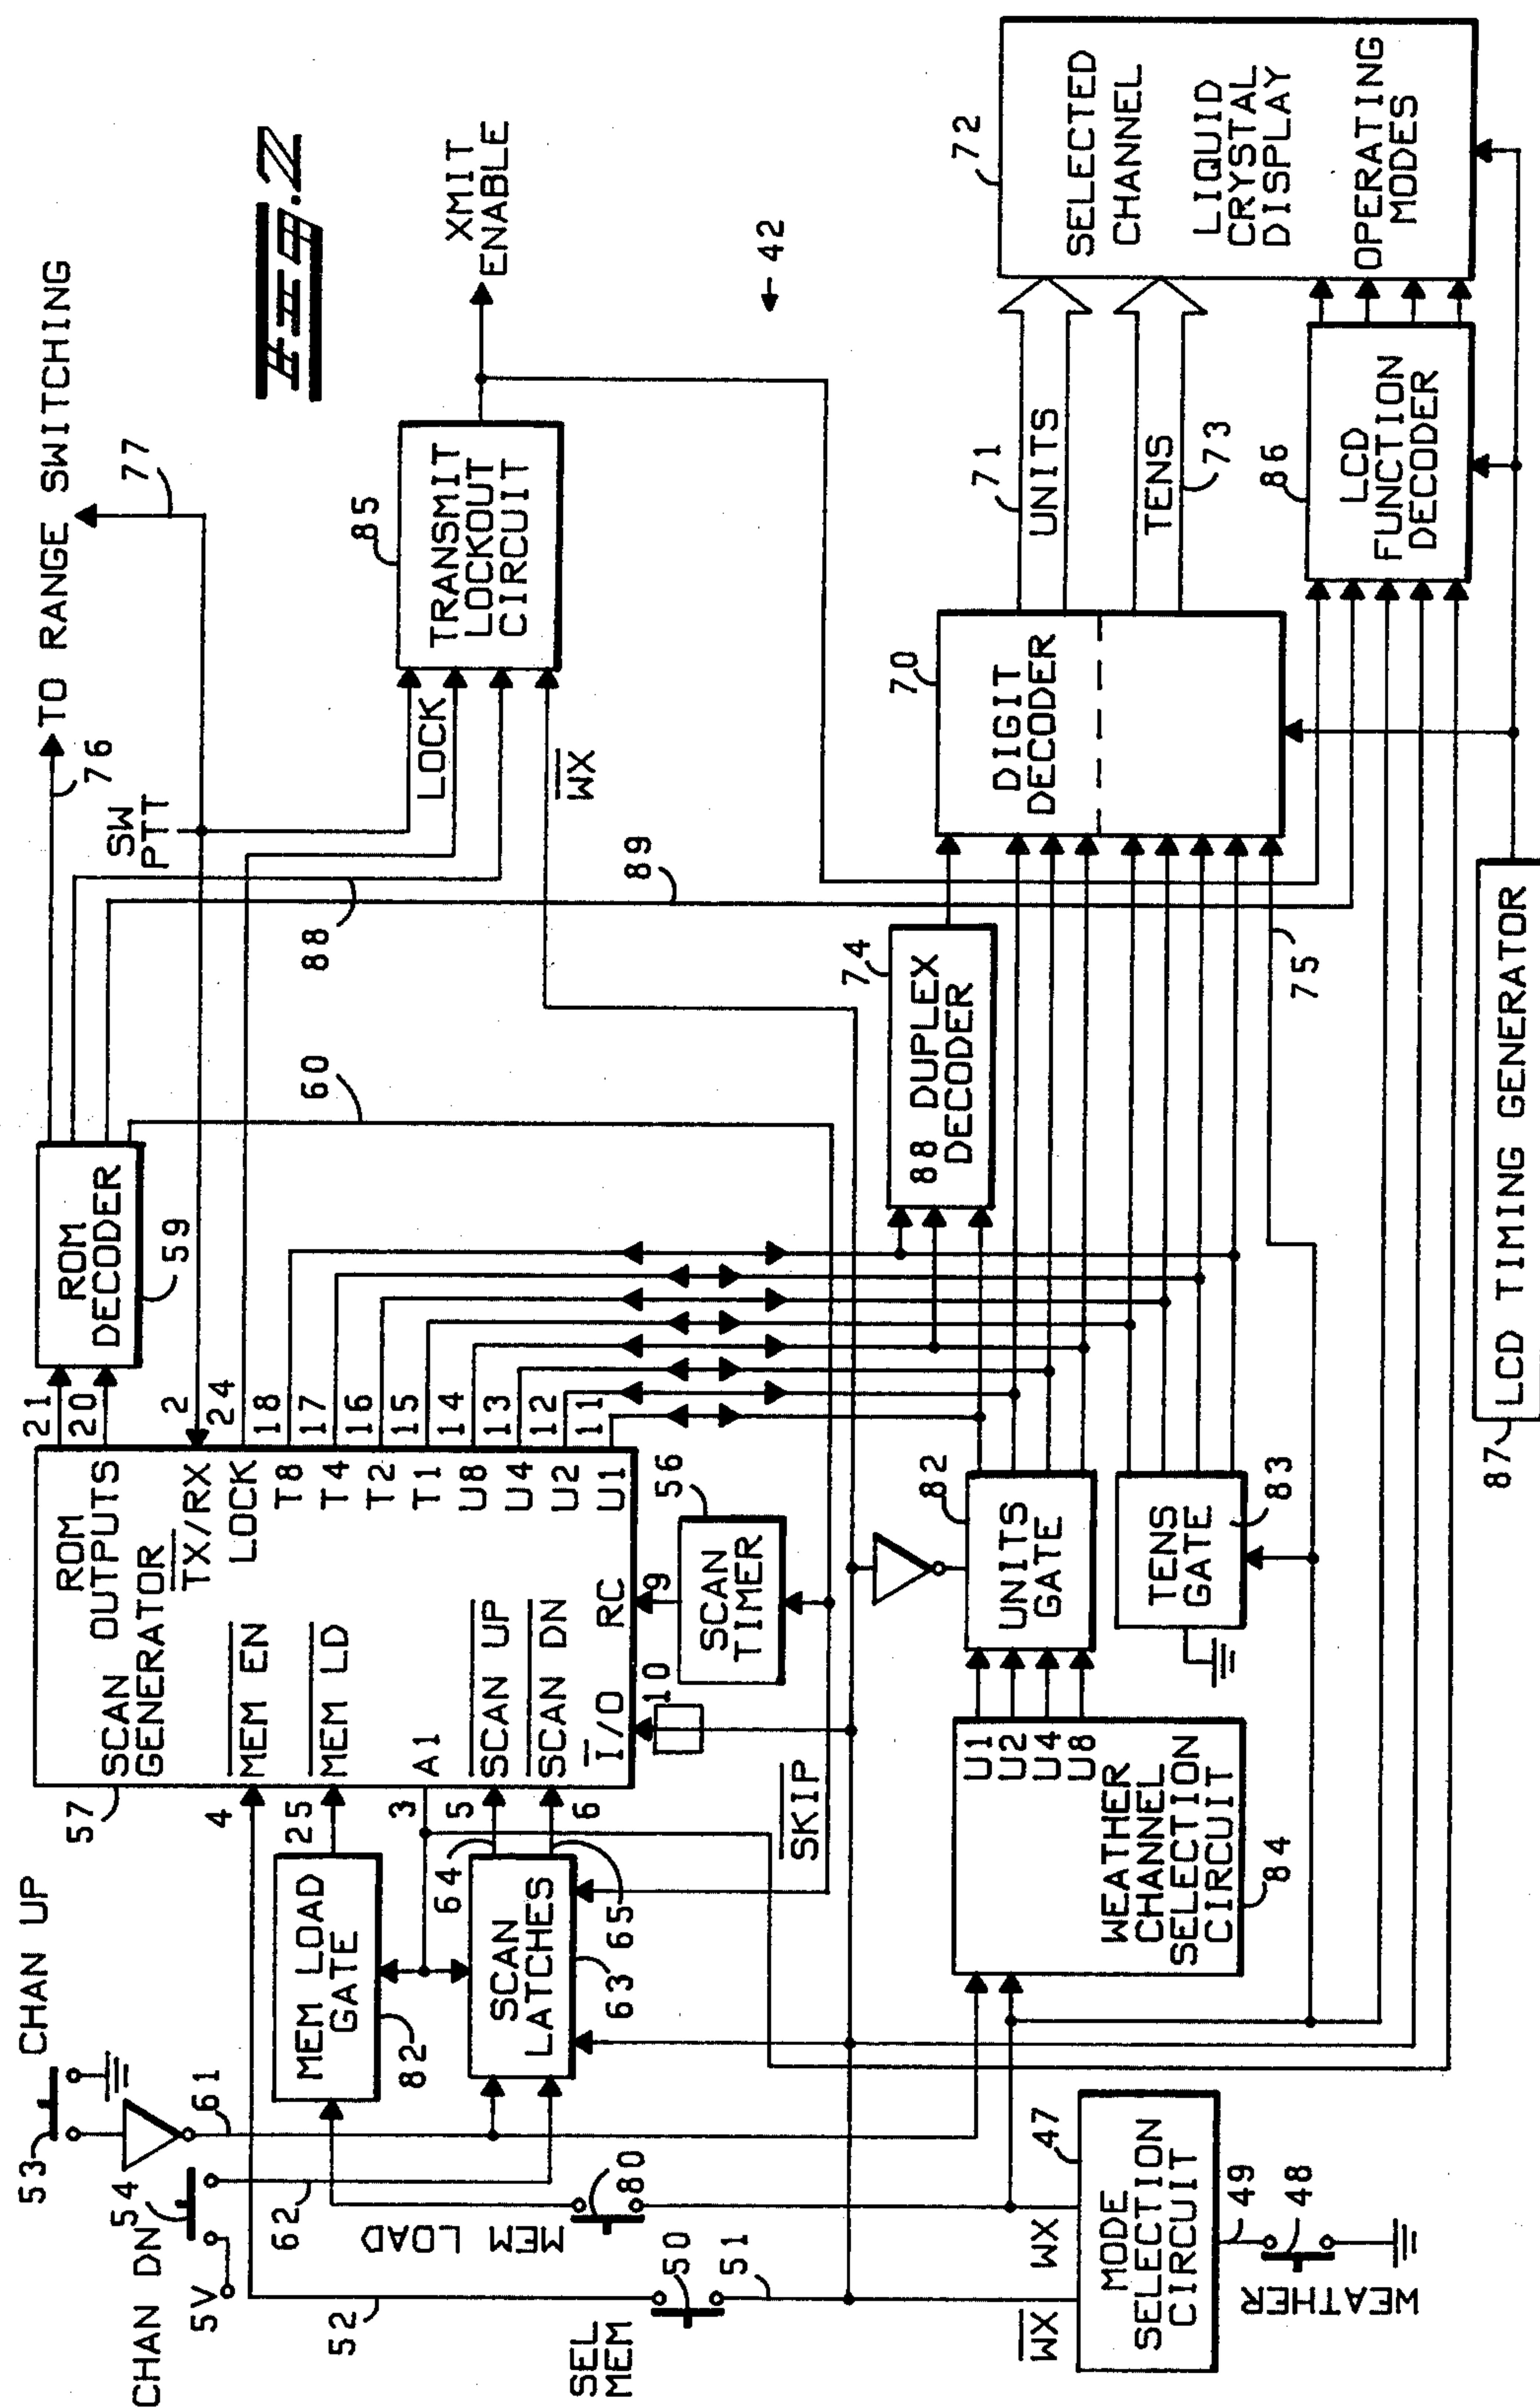 Fig. 2
TO RANGE SWITCHING
76
77
SW
PTT
XMIT
ENABLE
42
CHAN UP
53
CHAN DN
54
5V
61
62
52
57
SCAN
GENERATOR
ROM
OUTPUTS
21
20
ROM
DECODER
59
60
88
89
4
MEM EN
25
MEM LD
3
A1
5
SCAN UP
6
SCAN DN
I/O
10
RC
9
TX/RX
2
LOCK
24
T8
18
T4
17
T2
16
T1
15
U8
14
U4
13
U2
12
U1
11
MEM LOAD
GATE
82
SCAN
LATCHES
63
64
65
SCAN
TIMER
56
SKIP
LOCK
WX
TRANSMIT
LOCKOUT
CIRCUIT
85
MEM LOAD
80
SEL
MEM
50
51
WX
WX
MODE
SELECTION
CIRCUIT
47
49
48
WEATHER
U1
U2
U4
U8
WEATHER
CHANNEL
SELECTION
CIRCUIT
84
UNITS
GATE
82
TENS
GATE
83
88 DUPLEX
DECODER
74
DIGIT
DECODER
70
75
71
UNITS
TENS
73
SELECTED
CHANNEL
LIQUID
CRYSTAL
DISPLAY
OPERATING
MODES
72
LCD
FUNCTION
DECODER
86
LCD TIMING GENERATOR
87